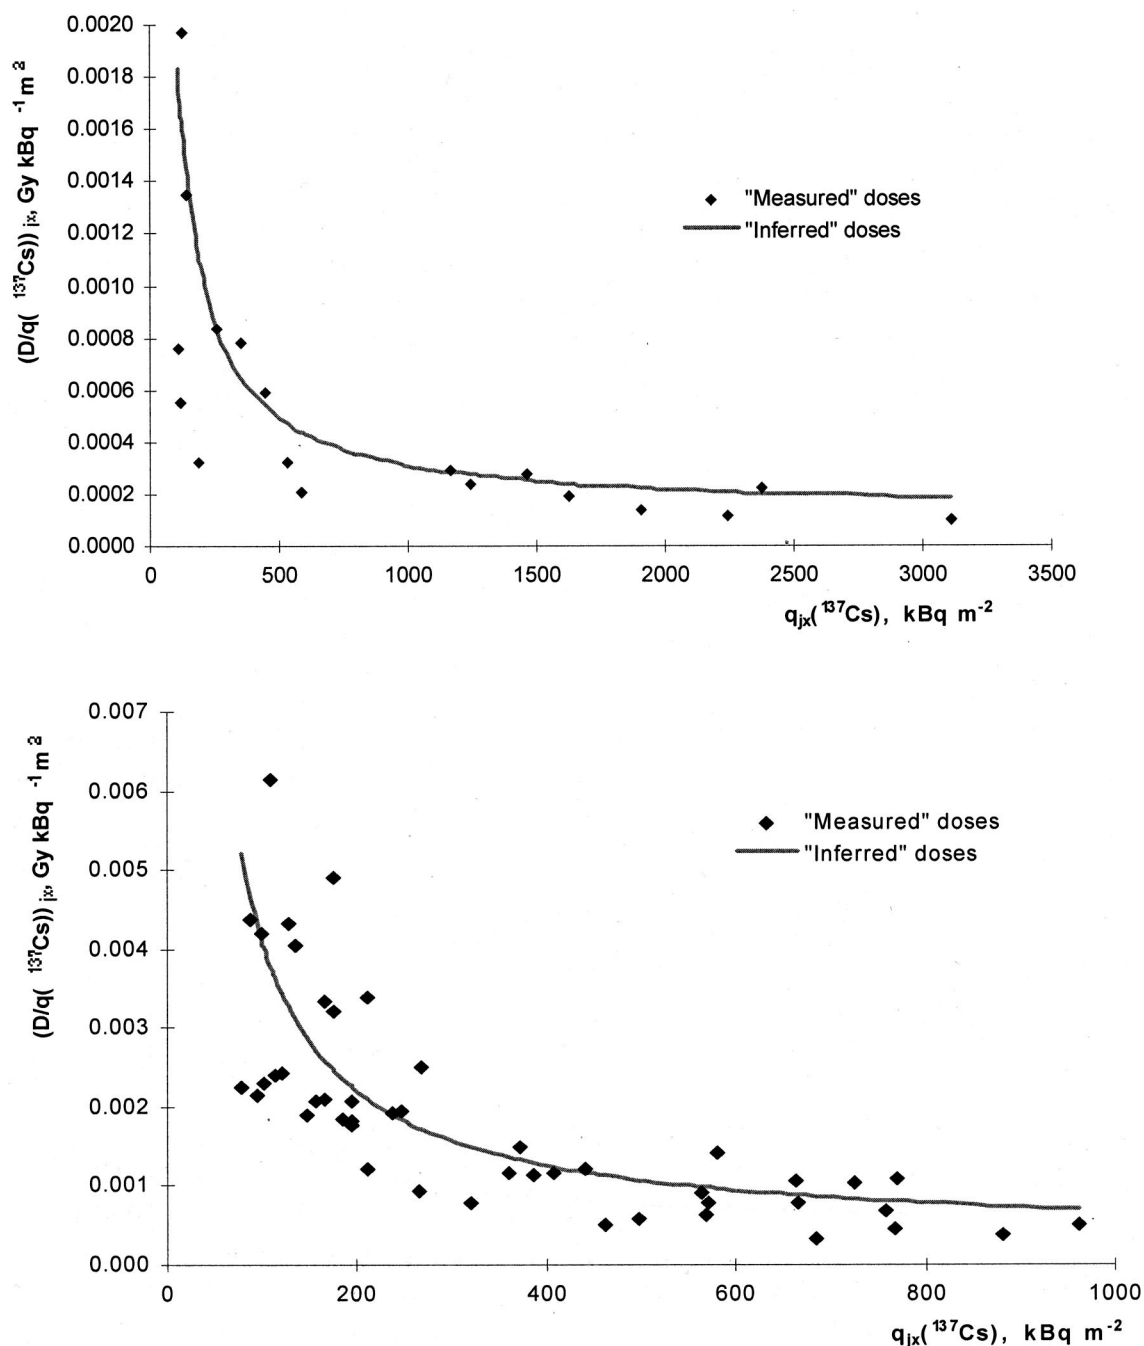 (D/q( ¹³⁷Cs)) jx, Gy kBq ⁻¹m ²
0.0020
0.0018
0.0016
0.0014
0.0012
0.0010
0.0008
0.0006
0.0004
0.0002
0.0000
"Measured" doses
"Inferred" doses
0 500 1000 1500 2000 2500 3000 3500
qjx(¹³⁷Cs), kBq m⁻²
(D/q( ¹³⁷Cs)) jx, Gy kBq ⁻¹m ²
0.007
0.006
0.005
0.004
0.003
0.002
0.001
0.000
"Measured" doses
"Inferred" doses
0 200 400 600 800 1000
qjx(¹³⁷Cs), kBq m⁻²